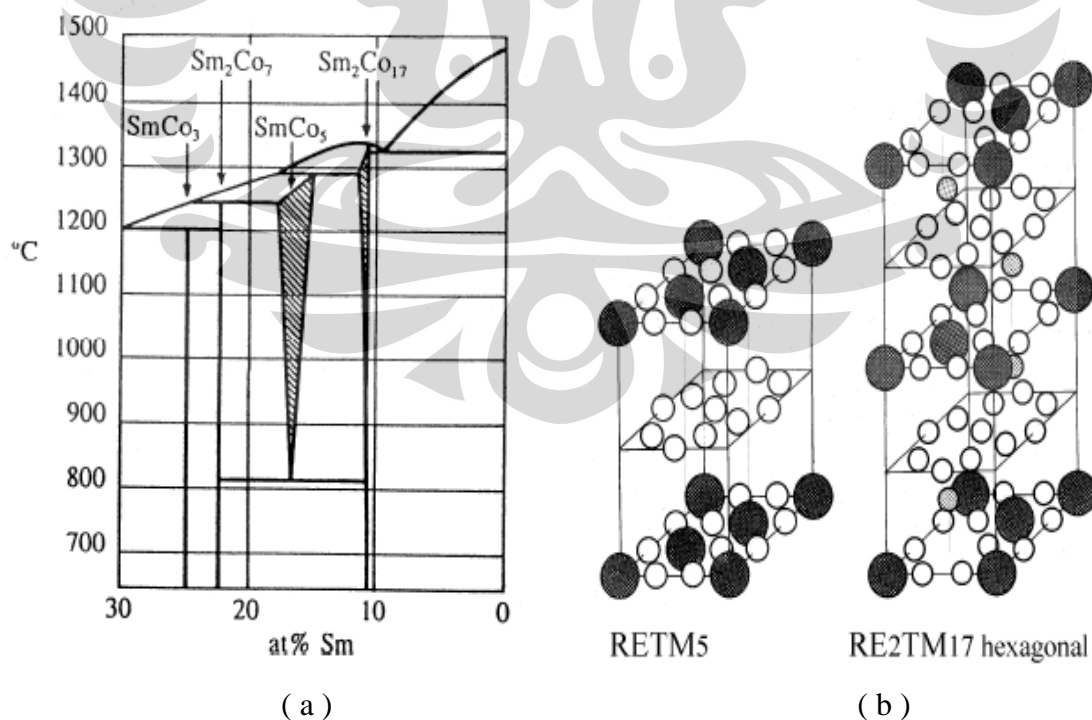 1500
1400
1300
1200
°C
1100
1000
900
800
700
30
20
10
0
at% Sm
Sm₂Co₇
Sm₂Co₁₇
SmCo₃
SmCo₅
RETM5
RE2TM17 hexagonal
( a )
( b )